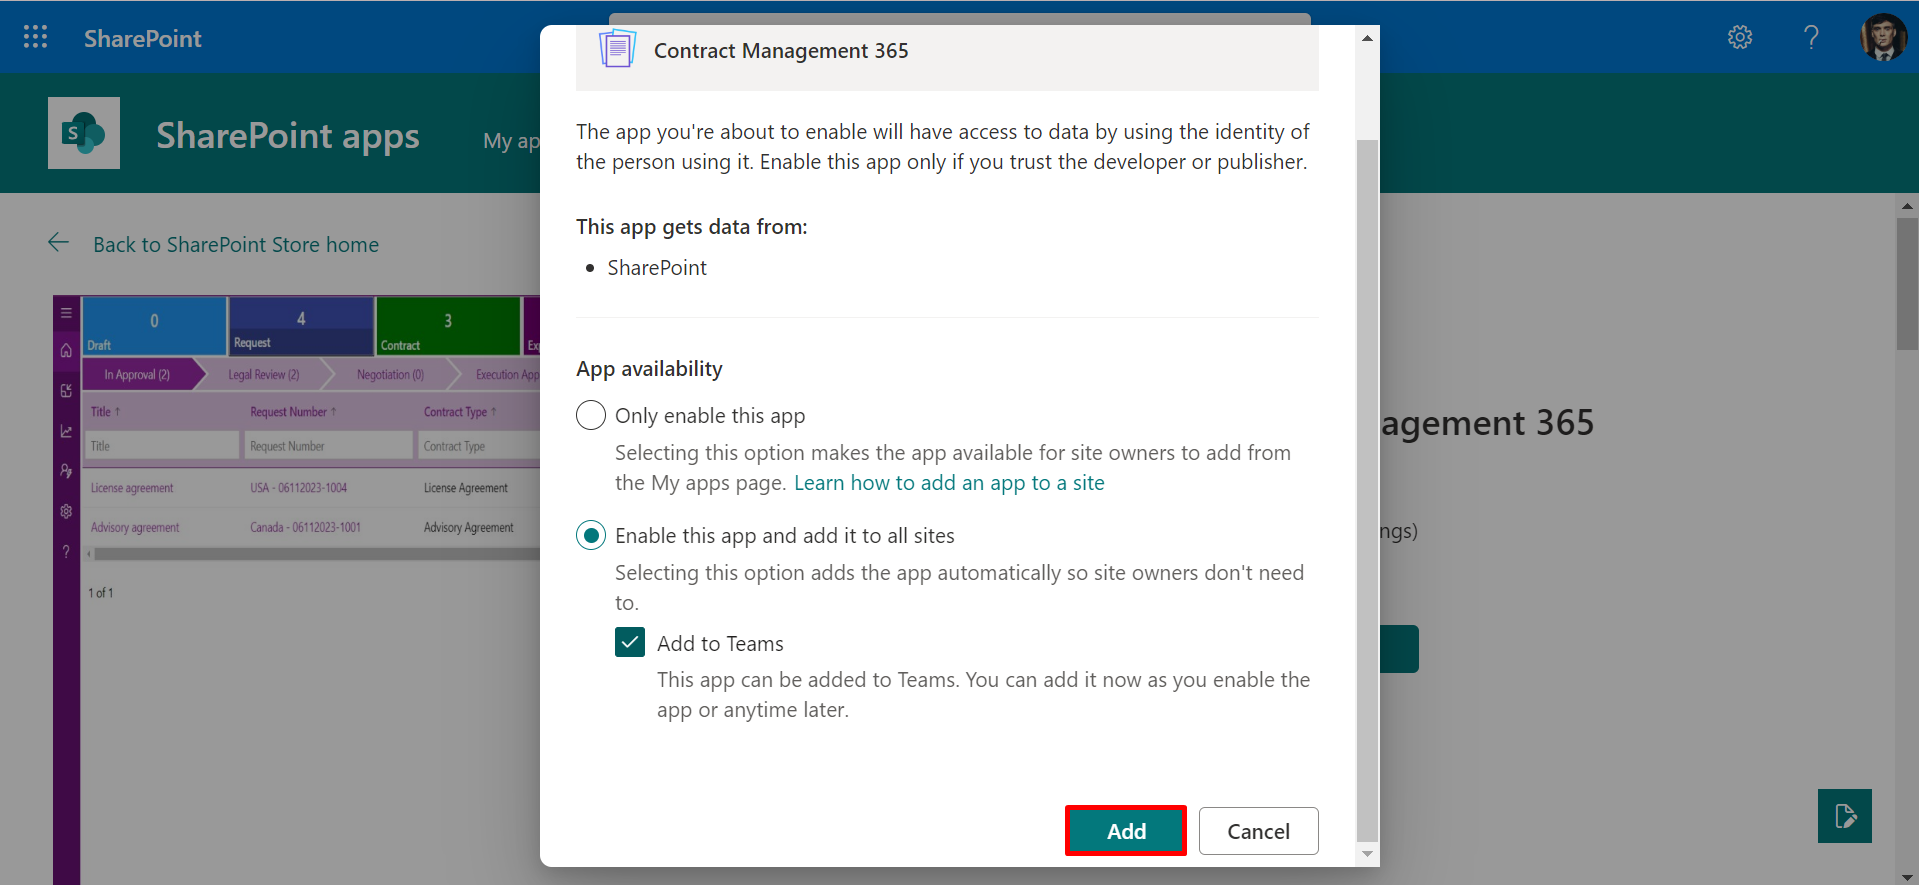 SharePoint
?
S
SharePoint apps
My ap
Back to SharePoint Store home
0
Draft
4
Request
3
Contract
In Approval (2)
Legal Review (2)
Negotiation (0)
Execution App
Title ↑
Request Number ↑
Contract Type ↑
Title
Request Number
Contract Type
License agreement
USA - 06112023-1004
License Agreement
Advisory agreement
Canada - 06112023-1001
Advisory Agreement
?
1 of 1
Contract Management 365
The app you're about to enable will have access to data by using the identity of
the person using it. Enable this app only if you trust the developer or publisher.
This app gets data from:
• SharePoint
App availability
Only enable this app
Selecting this option makes the app available for site owners to add from
the My apps page. Learn how to add an app to a site
Enable this app and add it to all sites
Selecting this option adds the app automatically so site owners don't need
to.
Add to Teams
This app can be added to Teams. You can add it now as you enable the
app or anytime later.
Add
Cancel
agement 365
ngs)